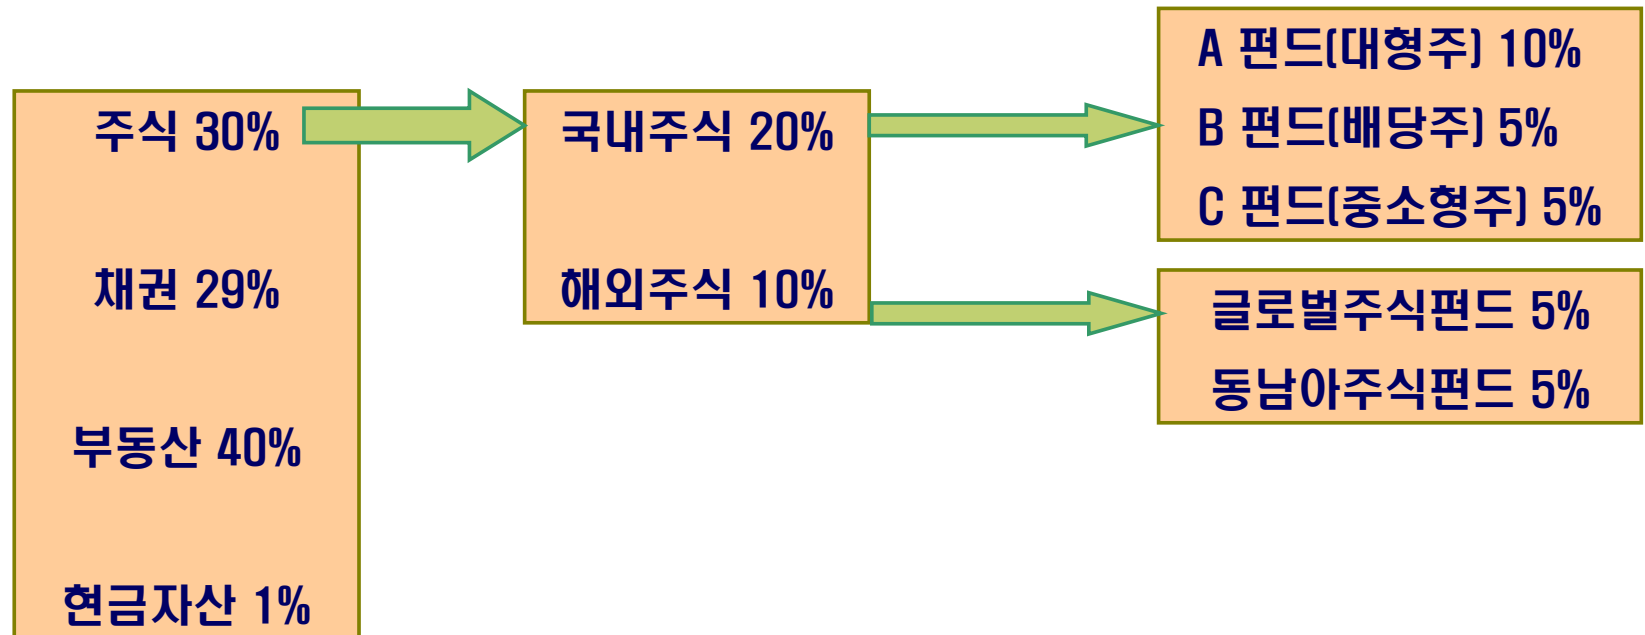 주식 30%
채권 29%
부동산 40%
현금자산 1%
국내주식 20%
해외주식 10%
A 펀드(대형주) 10%
B 펀드(배당주) 5%
C 펀드(중소형주) 5%
글로벌주식펀드 5%
동남아주식펀드 5%